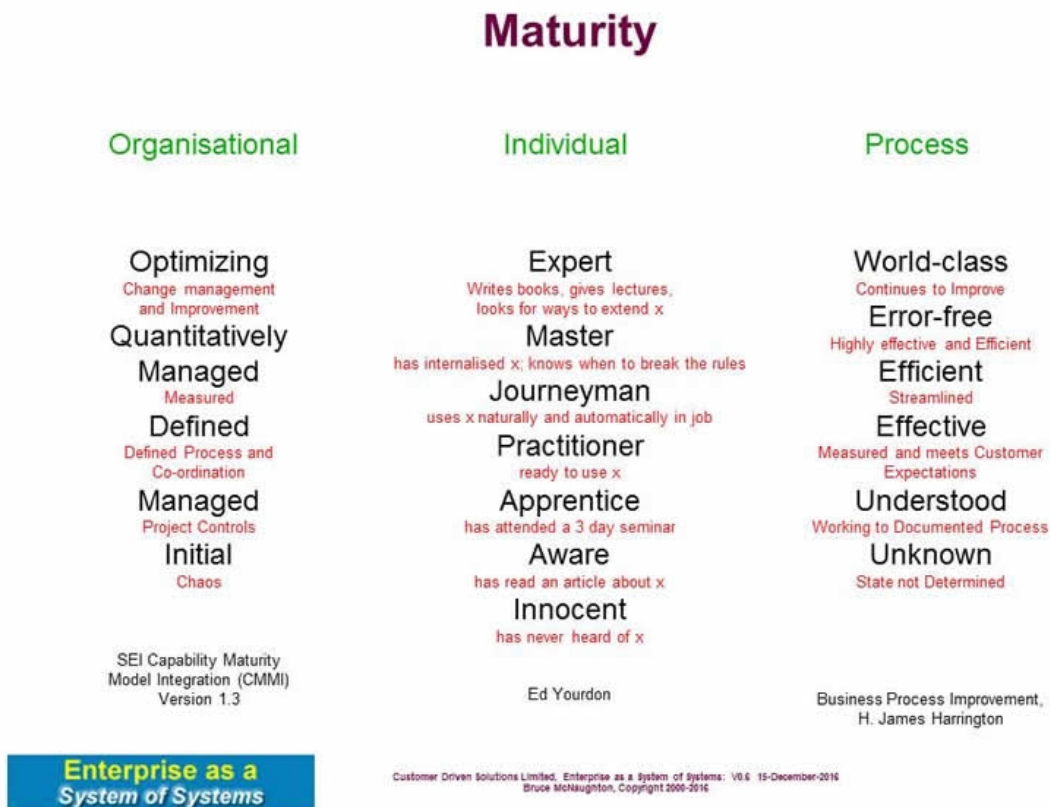 Maturity
Organisational
Optimizing
Change management
and Improvement
Quantitatively
Managed
Measured
Defined
Defined Process and
Co-ordination
Managed
Project Controls
Initial
Chaos
SEI Capability Maturity
Model Integration (CMMI)
Version 1.3
Individual
Expert
Writes books, gives lectures,
looks for ways to extend x
Master
has internalised x; knows when to break the rules
Journeyman
uses x naturally and automatically in job
Practitioner
ready to use x
Apprentice
has attended a 3 day seminar
Aware
has read an article about x
Innocent
has never heard of x
Ed Yourdon
Process
World-class
Continues to Improve
Error-free
Highly effective and Efficient
Efficient
Streamlined
Effective
Measured and meets Customer
Expectations
Understood
Working to Documented Process
Unknown
State not Determined
Business Process Improvement,
H. James Harrington
Enterprise as a
System of Systems
Customer Driven Solutions Limited, Enterprise as a System of Systems: V0.6 15-December-2016
Bruce McNaughton, Copyright 2000-2016